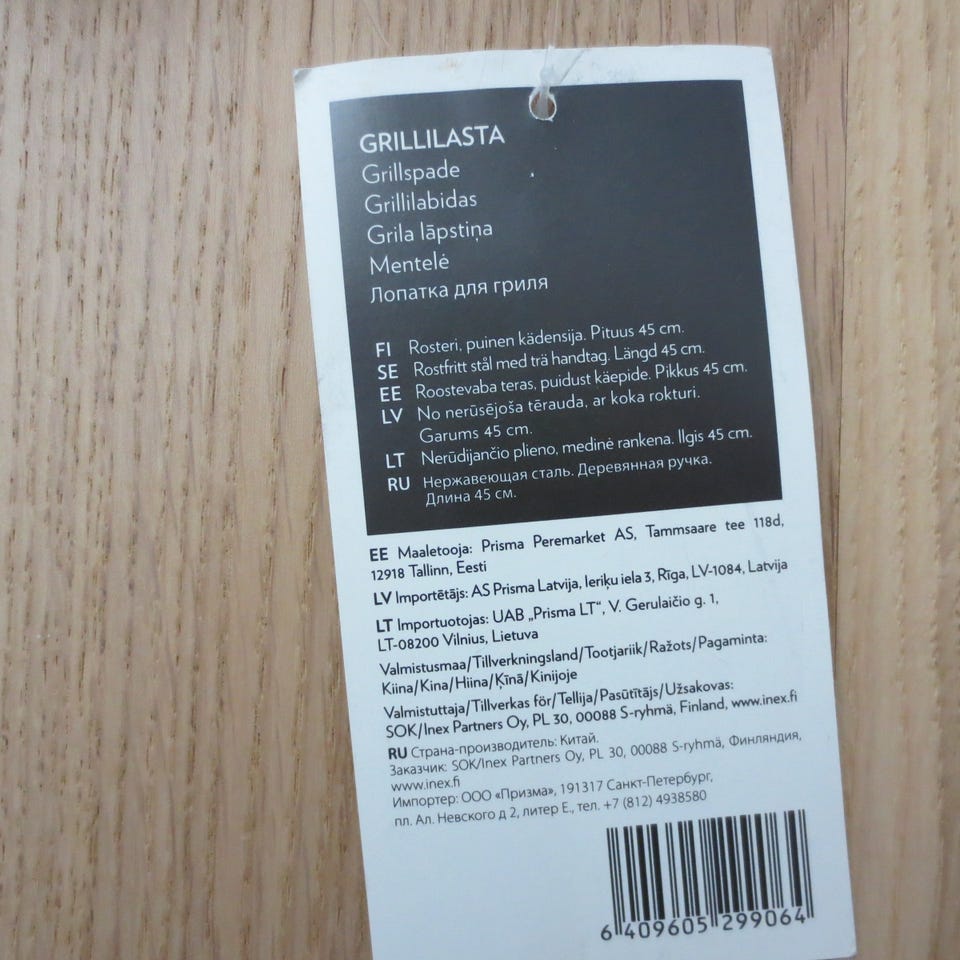 GRILLILASTA
Grillspade
Grillilabidas
Grila lāpstiņa
Mentelė
Лопатка для гриля
FI Rosteri, puinen kädensija. Pituus 45 cm.
SE Rostfritt stål med trä handtag. Längd 45 cm.
EE Roostevaba teras, puidust käepide. Pikkus 45 cm.
LV No nerūsējoša tērauda, ar koka rokturi.
Garums 45 cm.
LT Nerūdijančio plieno, medinė rankena. Ilgis 45 cm.
RU Нержавеющая сталь. Деревянная ручка.
Длина 45 см.
EE Maaletooja: Prisma Peremarket AS, Tammsaare tee 118d,
12918 Tallinn, Eesti
LV Importētājs: AS Prisma Latvija, Ieriķu iela 3, Rīga, LV-1084, Latvija
LT Importuotojas: UAB „Prisma LT“, V. Gerulaičio g. 1,
LT-08200 Vilnius, Lietuva
Valmistusmaa/Tillverkningsland/Tootjariik/Ražots/Pagaminta:
Kiina/Kina/Hiina/Ķīnā/Kinijoje
Valmistuttaja/Tillverkas för/Tellija/Pasūtītājs/Užsakovas:
SOK/Inex Partners Oy, PL 30, 00088 S-ryhmä, Finland, www.inex.fi
RU Страна-производитель: Китай.
Заказчик: SOK/Inex Partners Oy, PL 30, 00088 S-ryhmä, Финляндия,
www.inex.fi
Импортер: ООО «Призма», 191317 Санкт-Петербург,
пл. Ал. Невского д 2, литер Е., тел. +7 (812) 4938580
6 409605 299064